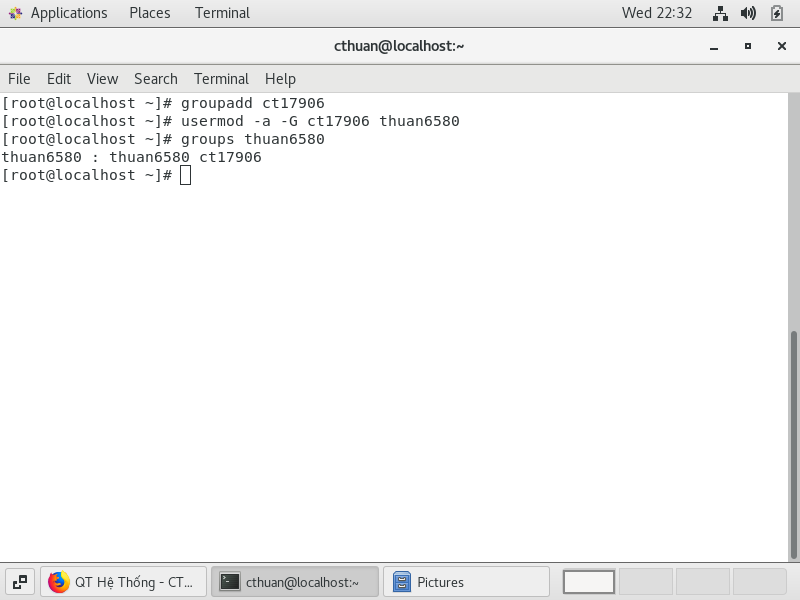 Applications Places Terminal Wed 22:32
cthuan@localhost:~
File Edit View Search Terminal Help
[root@localhost ~]# groupadd ct17906
[root@localhost ~]# usermod -a -G ct17906 thuan6580
[root@localhost ~]# groups thuan6580
thuan6580 : thuan6580 ct17906
[root@localhost ~]#
QT Hệ Thống - CT... cthuan@localhost:~ Pictures